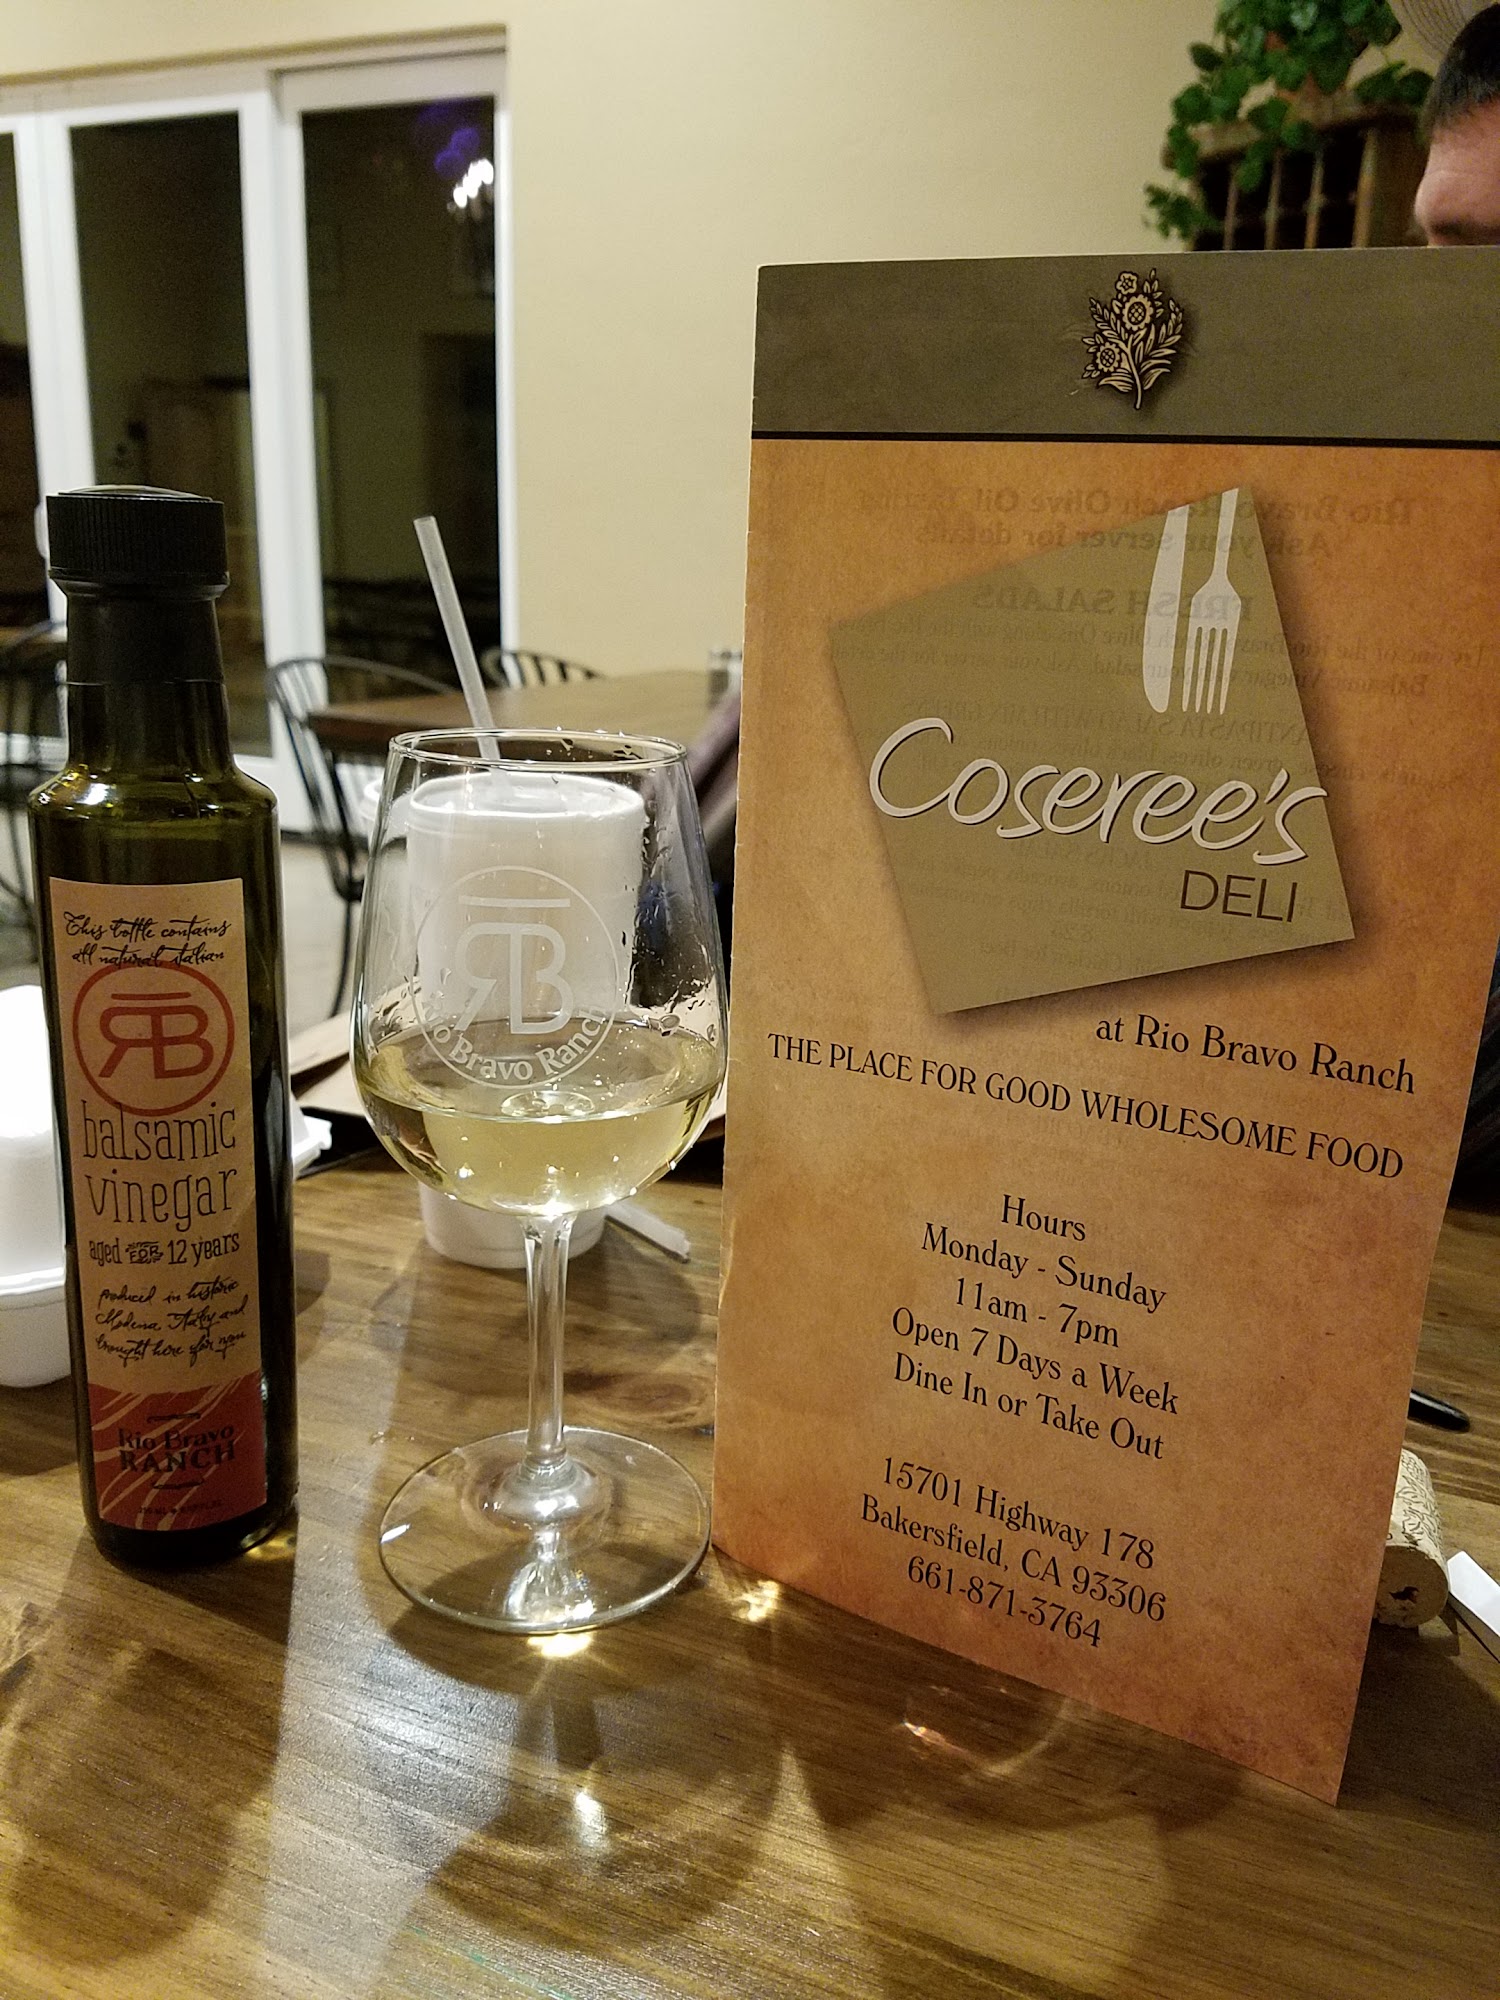 This bottle contains
all natural italian
RB
balsamic
vinegar
aged FOR 12 years
produced in historic
Modena Italy and
brought here for you
Rio Bravo
RANCH
RB
Rio Bravo Ranch
Coseree's
DELI
at Rio Bravo Ranch
THE PLACE FOR GOOD WHOLESOME FOOD
Hours
Monday - Sunday
11am - 7pm
Open 7 Days a Week
Dine In or Take Out
15701 Highway 178
Bakersfield, CA 93306
661-871-3764
Rio Bravo Ranch Olive Oil
Ask your server for details
FRESH SALADS